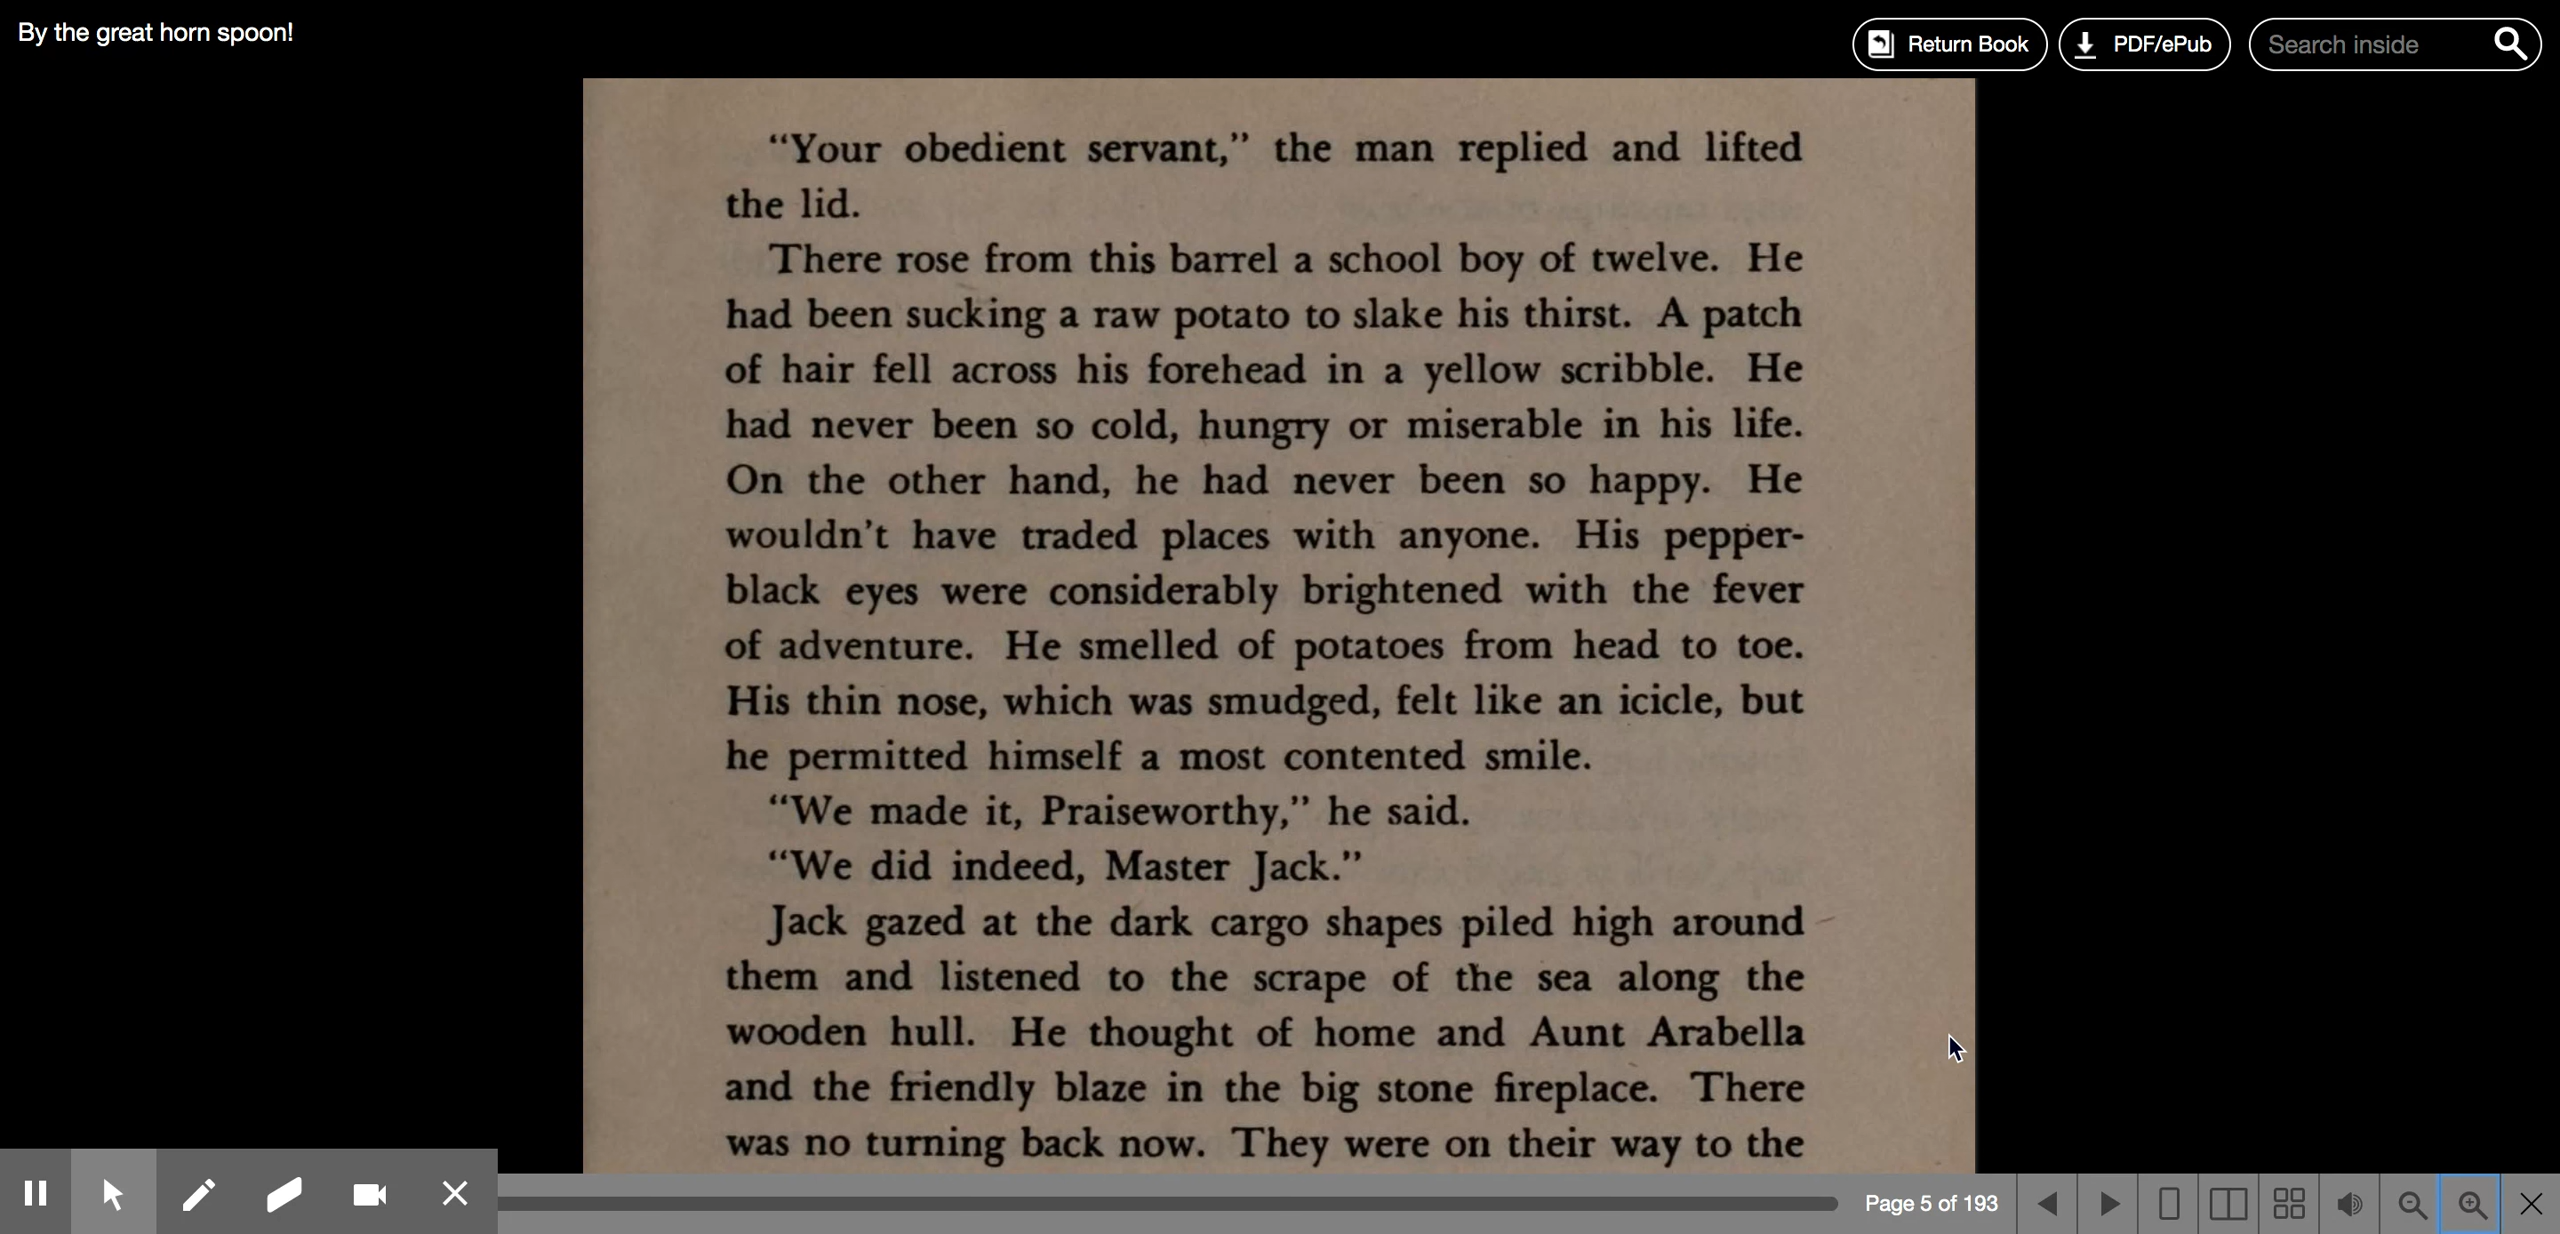 By the great horn spoon!
Return Book
PDF/ePub
Search inside
“Your obedient servant,” the man replied and lifted
the lid.
There rose from this barrel a school boy of twelve. He
had been sucking a raw potato to slake his thirst. A patch
of hair fell across his forehead in a yellow scribble. He
had never been so cold, hungry or miserable in his life.
On the other hand, he had never been so happy. He
wouldn’t have traded places with anyone. His pepper-
black eyes were considerably brightened with the fever
of adventure. He smelled of potatoes from head to toe.
His thin nose, which was smudged, felt like an icicle, but
he permitted himself a most contented smile.
“We made it, Praiseworthy,” he said.
“We did indeed, Master Jack.”
Jack gazed at the dark cargo shapes piled high around
them and listened to the scrape of the sea along the
wooden hull. He thought of home and Aunt Arabella
and the friendly blaze in the big stone fireplace. There
was no turning back now. They were on their way to the
Page 5 of 193